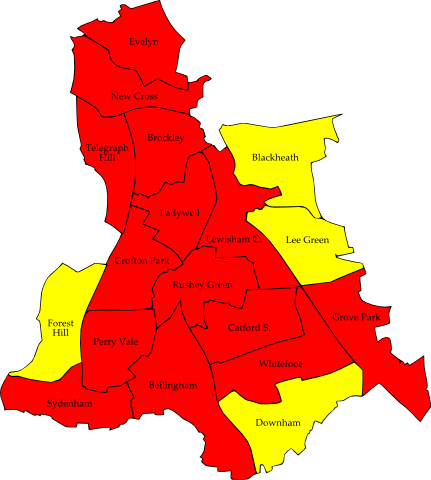 Evelyn
New Cross
Brockley
Telegraph
Hill
Blackheath
Ladywell
Lewisham C.
Lee Green
Crofton Park
Rushey Green
Forest
Hill
Perry Vale
Catford S.
Grove Park
Whitefoot
Bellingham
Sydenham
Downham